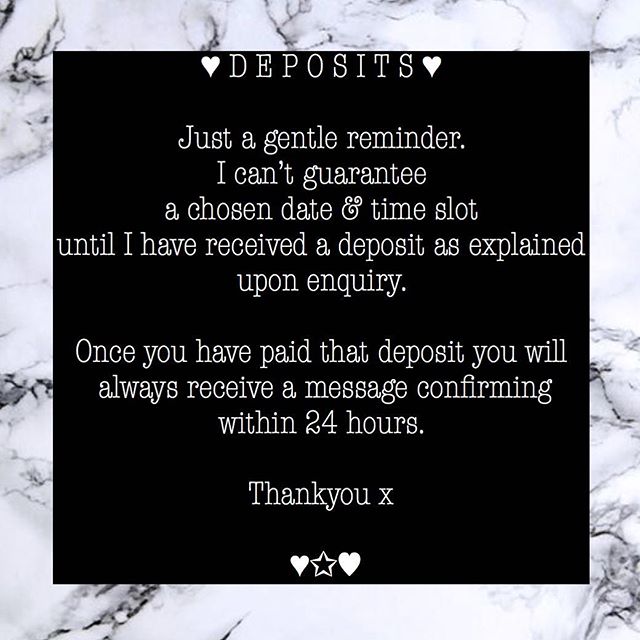 ♥ D E P O S I T S ♥
Just a gentle reminder.
I can't guarantee
a chosen date & time slot
until I have received a deposit as explained
upon enquiry.
Once you have paid that deposit you will
always receive a message confirming
within 24 hours.
Thankyou x
♥☆♥